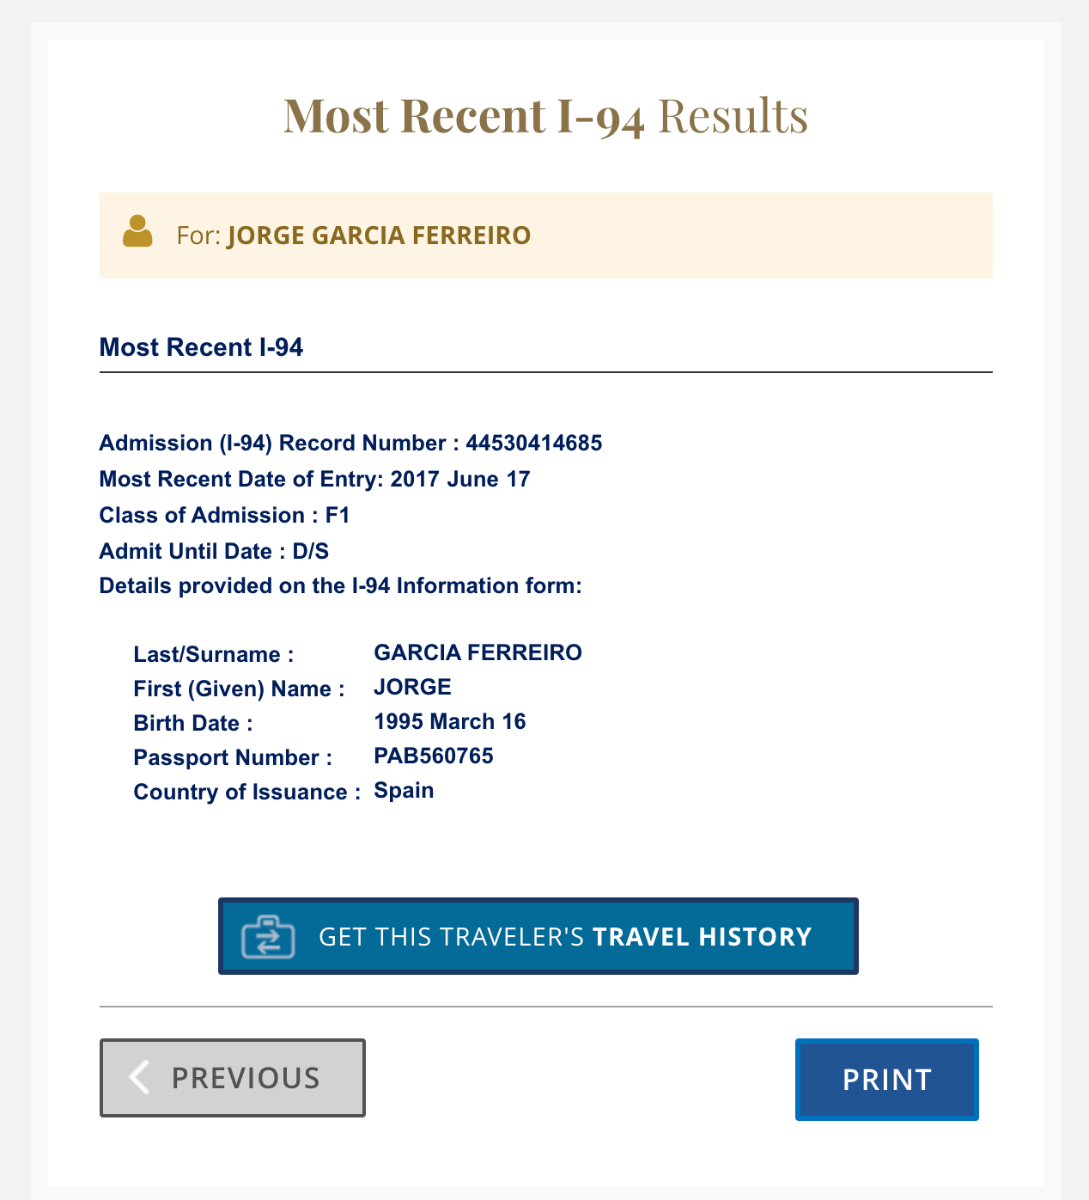 Most Recent I-94 Results
For: JORGE GARCIA FERREIRO
Most Recent I-94
Admission (I-94) Record Number : 44530414685
Most Recent Date of Entry: 2017 June 17
Class of Admission : F1
Admit Until Date : D/S
Details provided on the I-94 Information form:
Last/Surname : GARCIA FERREIRO
First (Given) Name : JORGE
Birth Date : 1995 March 16
Passport Number : PAB560765
Country of Issuance : Spain
GET THIS TRAVELER'S TRAVEL HISTORY
PREVIOUS
PRINT